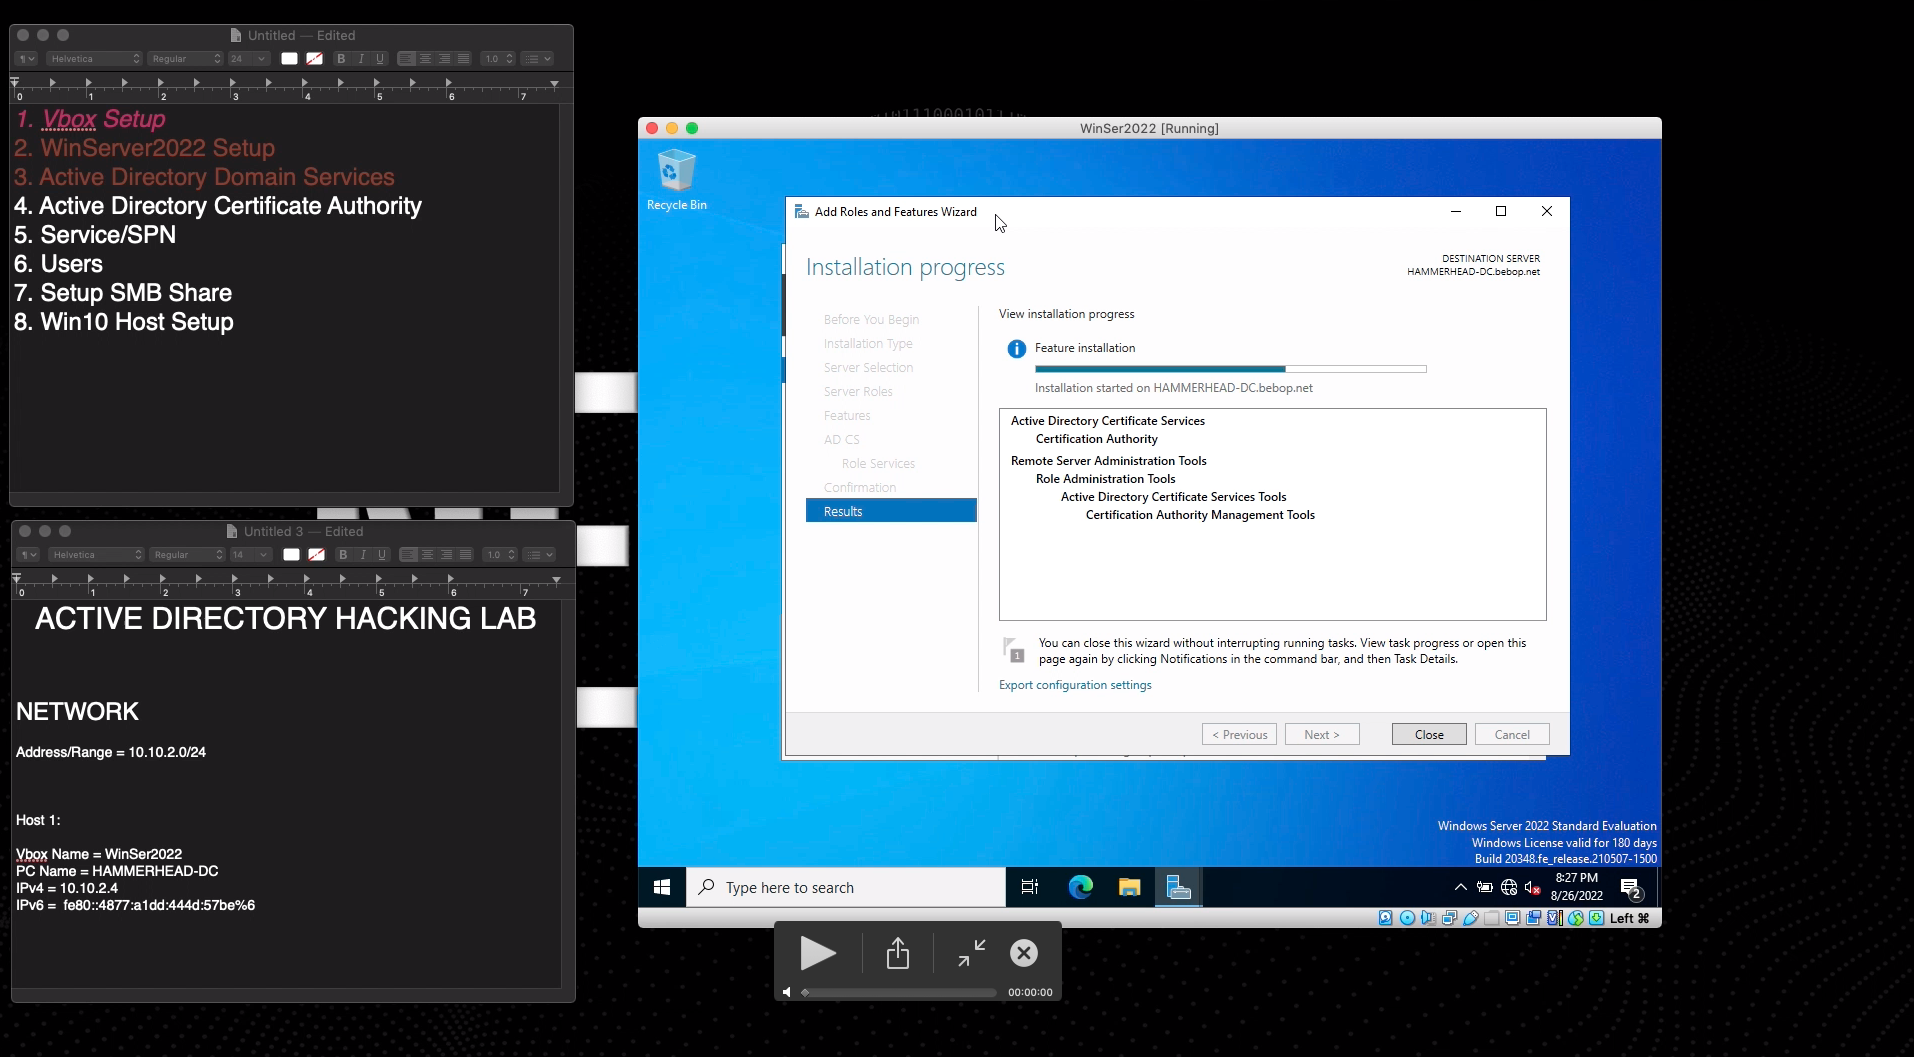 Untitled — Edited
Helvetica
Regular
24
B I U
1.0
0 1 2 3 4 5 6 7
1. Vbox Setup
2. WinServer2022 Setup
3. Active Directory Domain Services
4. Active Directory Certificate Authority
5. Service/SPN
6. Users
7. Setup SMB Share
8. Win10 Host Setup
Untitled 3 — Edited
Helvetica
Regular
14
B I U
1.0
0 1 2 3 4 5 6 7
ACTIVE DIRECTORY HACKING LAB
NETWORK
Address/Range = 10.10.2.0/24
Host 1:
Vbox Name = WinSer2022
PC Name = HAMMERHEAD-DC
IPv4 = 10.10.2.4
IPv6 = fe80::4877:a1dd:444d:57be%6
WinSer2022 [Running]
Recycle Bin
Add Roles and Features Wizard
Installation progress
DESTINATION SERVER
HAMMERHEAD-DC.bebop.net
Before You Begin
Installation Type
Server Selection
Server Roles
Features
AD CS
Role Services
Confirmation
Results
View installation progress
Feature installation
Installation started on HAMMERHEAD-DC.bebop.net
Active Directory Certificate Services
Certification Authority
Remote Server Administration Tools
Role Administration Tools
Active Directory Certificate Services Tools
Certification Authority Management Tools
1
You can close this wizard without interrupting running tasks. View task progress or open this
page again by clicking Notifications in the command bar, and then Task Details.
Export configuration settings
< Previous
Next >
Close
Cancel
Windows Server 2022 Standard Evaluation
Windows License valid for 180 days
Build 20348.fe_release.210507-1500
Type here to search
8:27 PM
8/26/2022
2
Left ⌘
00:00:00